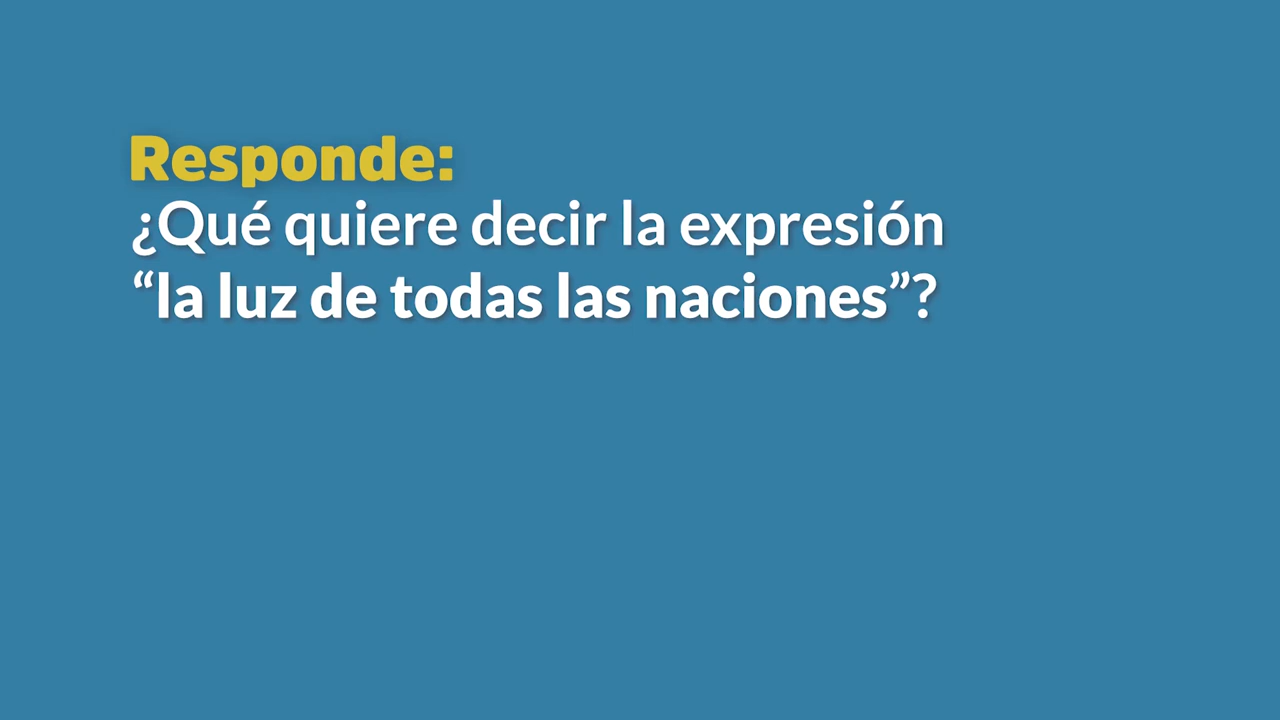 Responde:
¿Qué quiere decir la expresión
“la luz de todas las naciones”?